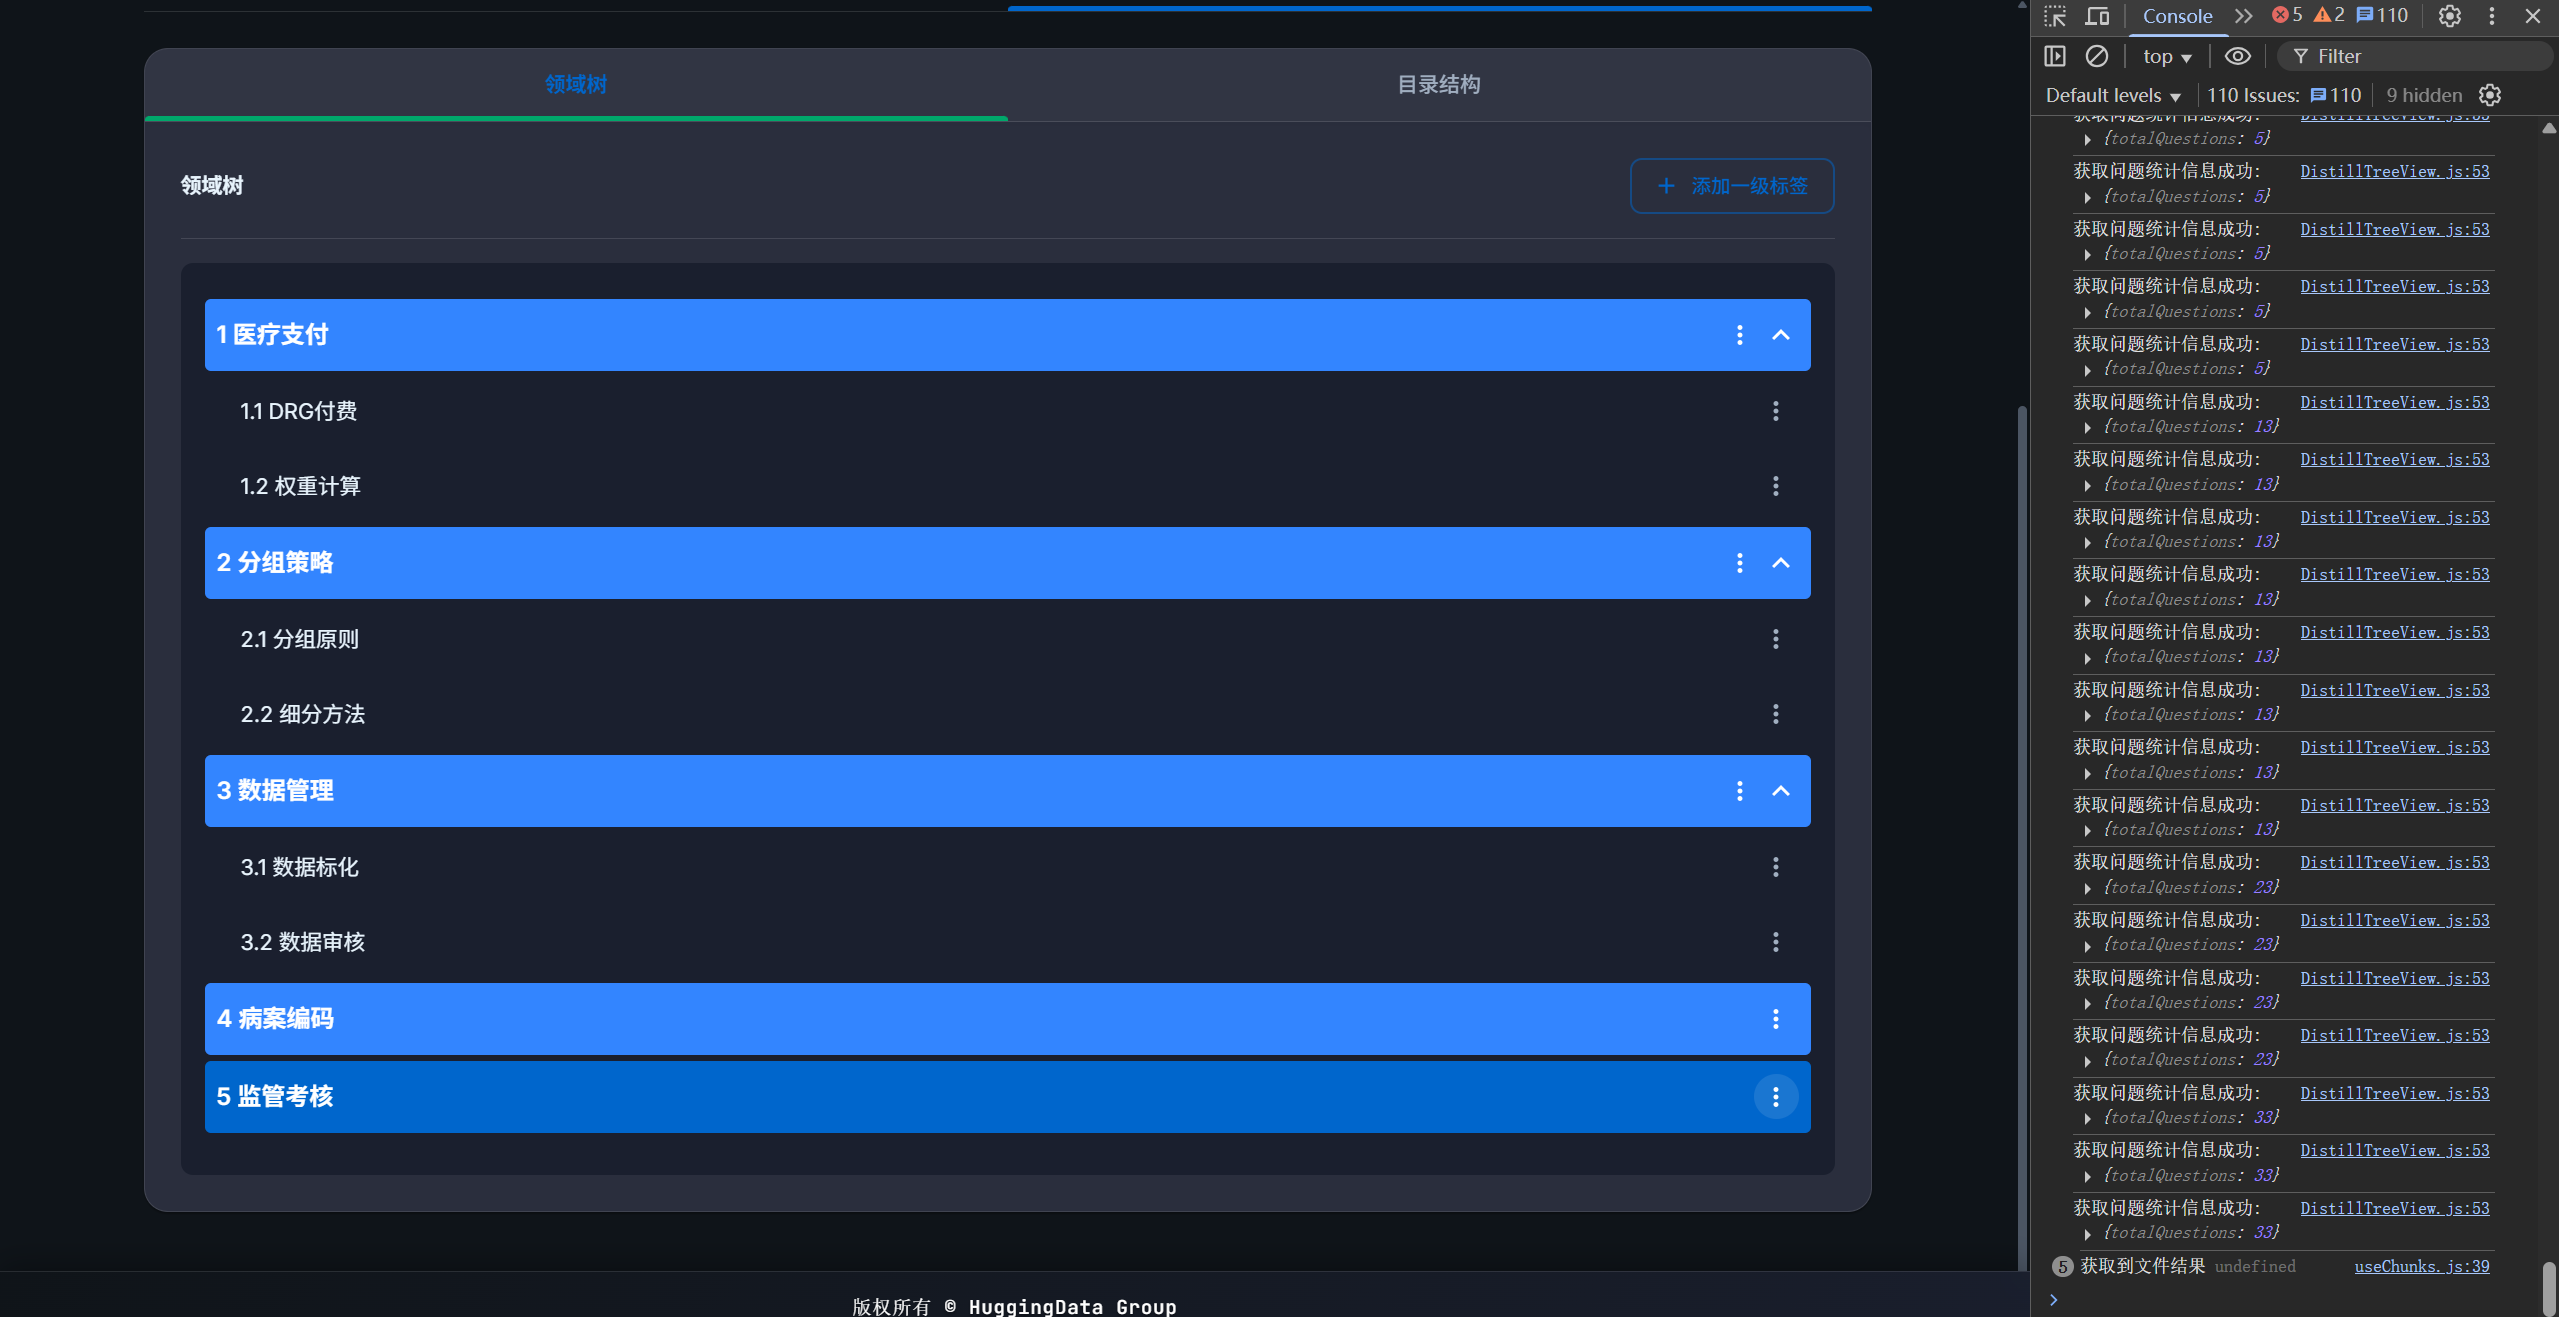 领域树
目录结构
领域树
添加一级标签
1 医疗支付
1.1 DRG付费
1.2 权重计算
2 分组策略
2.1 分组原则
2.2 细分方法
3 数据管理
3.1 数据标化
3.2 数据审核
4 病案编码
5 监管考核
版权所有 © HuggingData Group
Console 5 2 110
top Filter
Default levels 110 Issues: 110 9 hidden
获取问题统计信息成功: DistillTreeView.js:53
{totalQuestions: 5}
获取问题统计信息成功: DistillTreeView.js:53
{totalQuestions: 5}
获取问题统计信息成功: DistillTreeView.js:53
{totalQuestions: 5}
获取问题统计信息成功: DistillTreeView.js:53
{totalQuestions: 5}
获取问题统计信息成功: DistillTreeView.js:53
{totalQuestions: 5}
获取问题统计信息成功: DistillTreeView.js:53
{totalQuestions: 13}
获取问题统计信息成功: DistillTreeView.js:53
{totalQuestions: 13}
获取问题统计信息成功: DistillTreeView.js:53
{totalQuestions: 13}
获取问题统计信息成功: DistillTreeView.js:53
{totalQuestions: 13}
获取问题统计信息成功: DistillTreeView.js:53
{totalQuestions: 13}
获取问题统计信息成功: DistillTreeView.js:53
{totalQuestions: 13}
获取问题统计信息成功: DistillTreeView.js:53
{totalQuestions: 13}
获取问题统计信息成功: DistillTreeView.js:53
{totalQuestions: 13}
获取问题统计信息成功: DistillTreeView.js:53
{totalQuestions: 23}
获取问题统计信息成功: DistillTreeView.js:53
{totalQuestions: 23}
获取问题统计信息成功: DistillTreeView.js:53
{totalQuestions: 23}
获取问题统计信息成功: DistillTreeView.js:53
{totalQuestions: 23}
获取问题统计信息成功: DistillTreeView.js:53
{totalQuestions: 33}
获取问题统计信息成功: DistillTreeView.js:53
{totalQuestions: 33}
获取问题统计信息成功: DistillTreeView.js:53
{totalQuestions: 33}
5 获取到文件结果 undefined useChunks.js:39